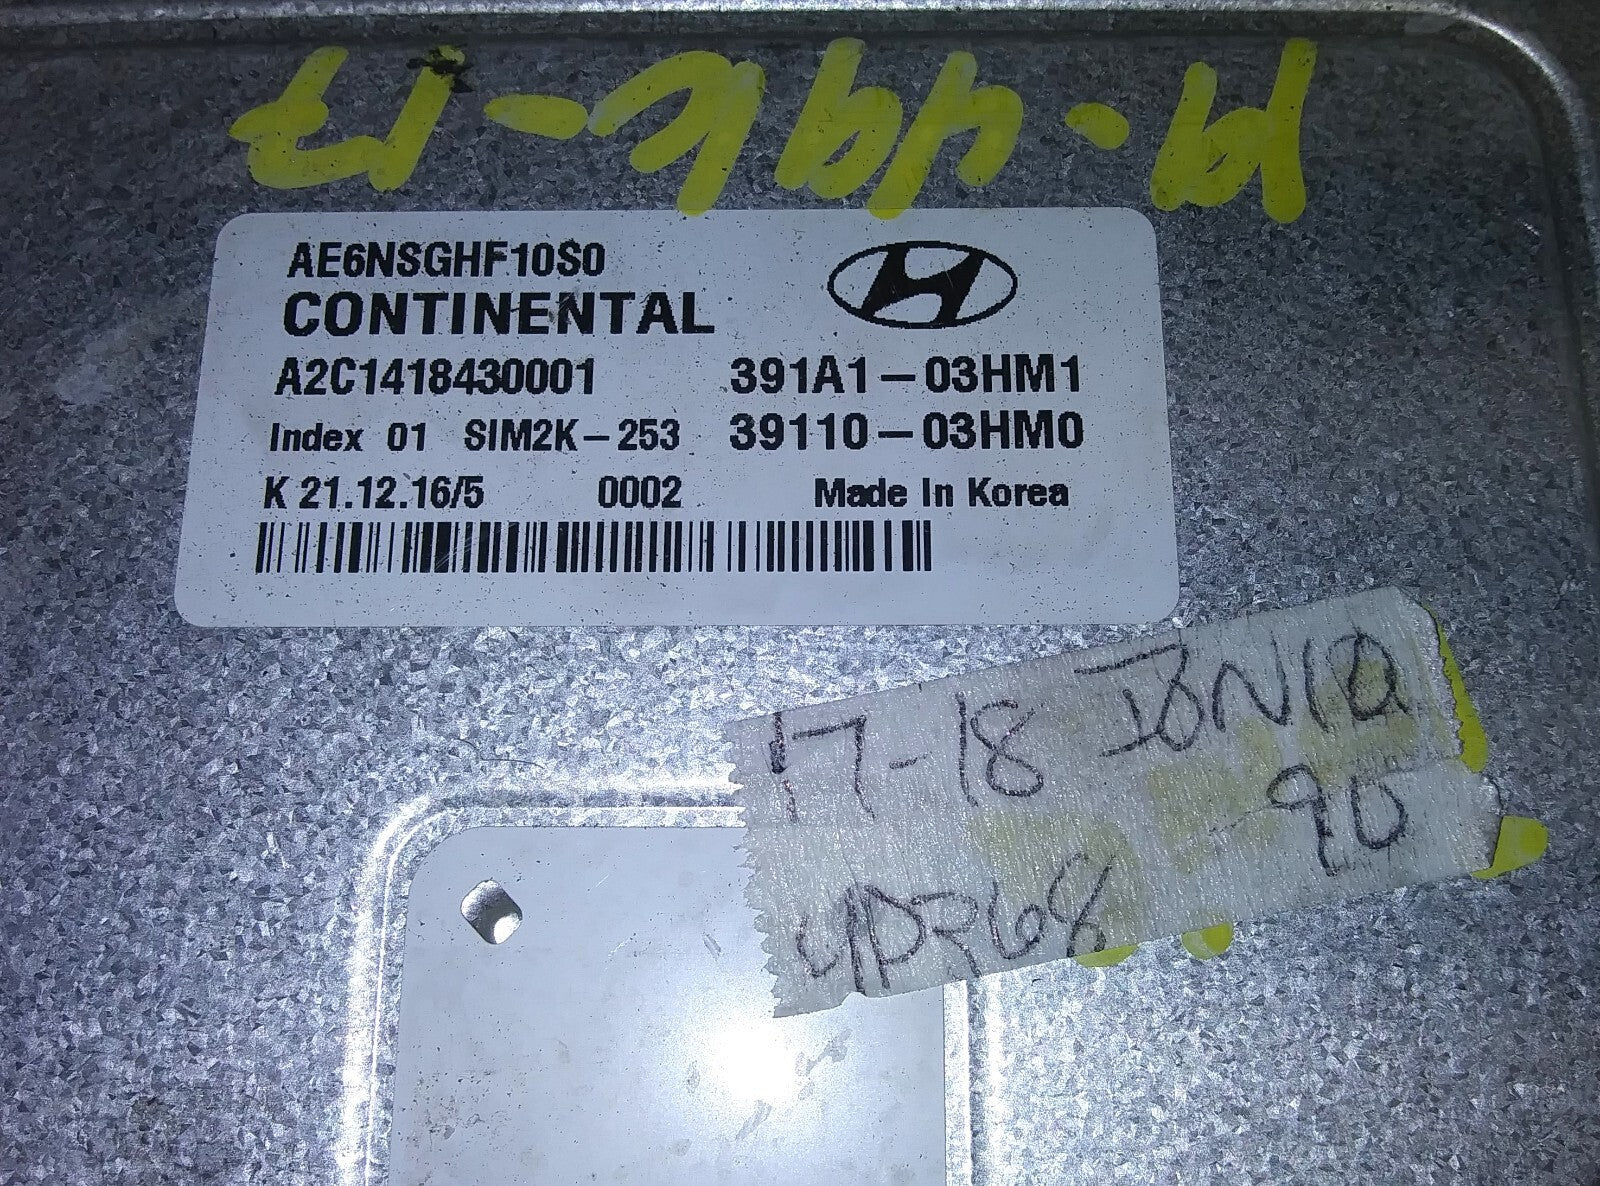 AE6NSGHF10S0
CONTINENTAL
A2C1418430001 391A1-03HM1
Index 01 SIM2K-253 39110-03HM0
K 21.12.16/5 0002 Made In Korea
17-18 IONIQ
90